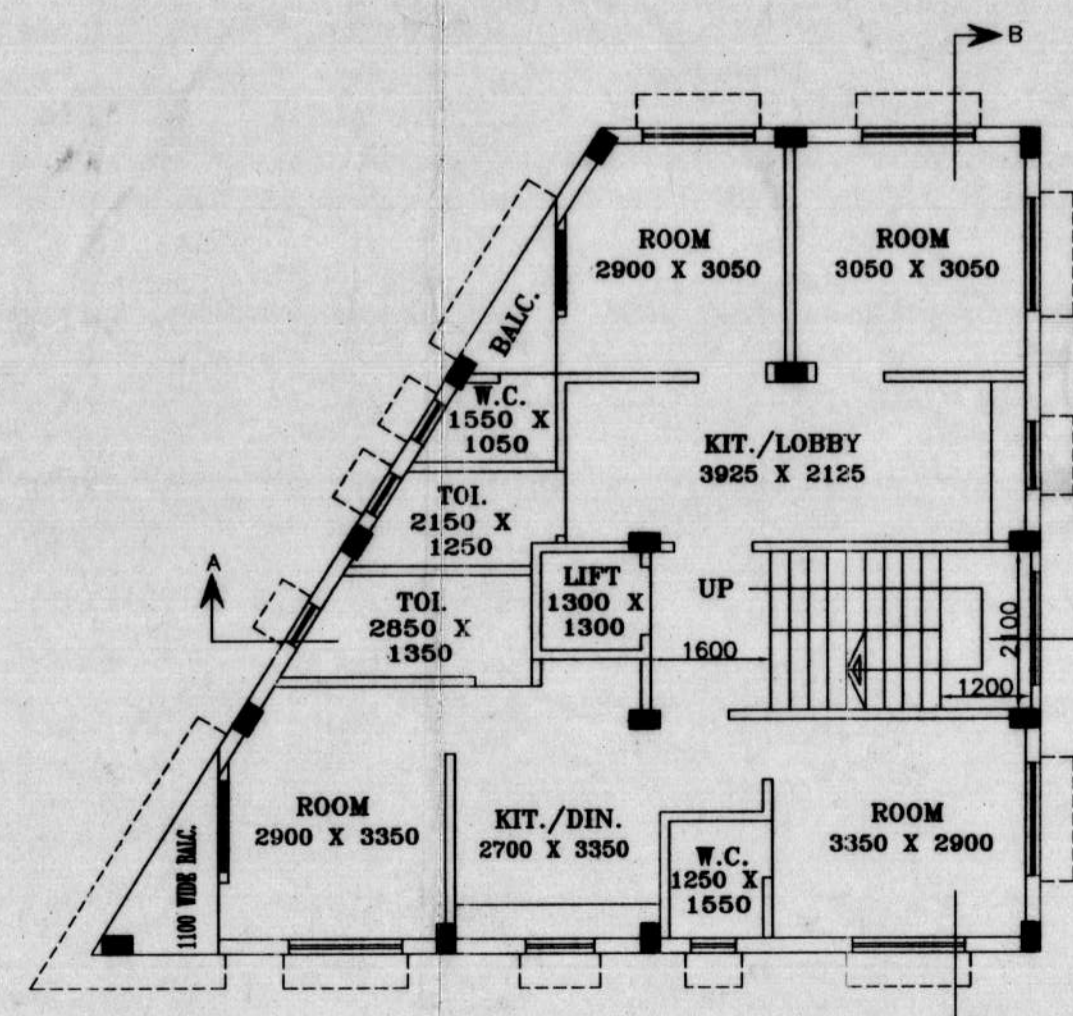 B
ROOM
2900 X 3050
ROOM
3050 X 3050
BALC.
W.C.
1550 X
1050
KIT./LOBBY
3925 X 2125
TOI.
2150 X
1250
A
LIFT
1300 X
1300
UP
TOI.
2850 X
1350
1600
2100
1200
ROOM
2900 X 3350
KIT./DIN.
2700 X 3350
W.C.
1250 X
1550
ROOM
3350 X 2900
1100 WIDE BALC.